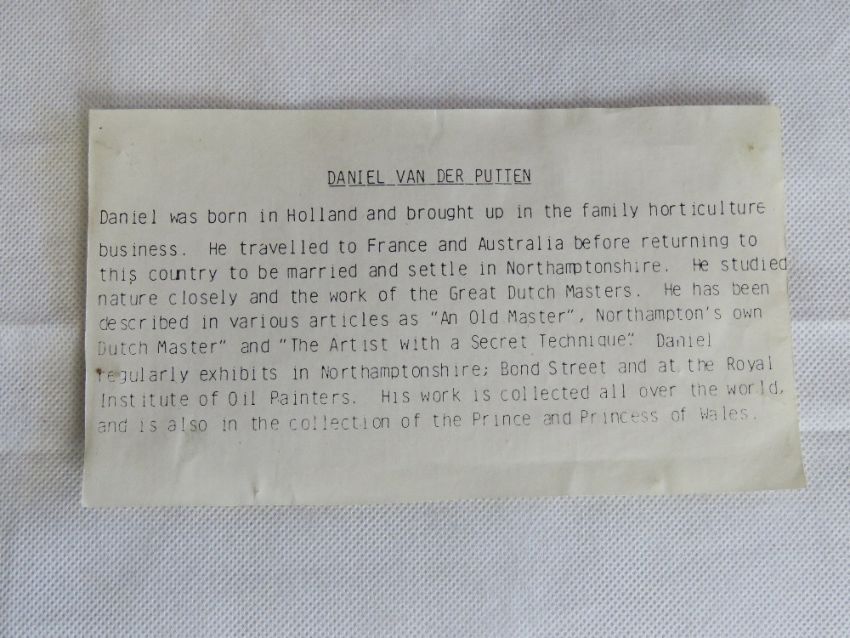 DANIEL VAN DER PUTTEN
Daniel was born in Holland and brought up in the family horticulture
business. He travelled to France and Australia before returning to
this country to be married and settle in Northamptonshire. He studied
nature closely and the work of the Great Dutch Masters. He has been
described in various articles as "An Old Master", Northampton's own
Dutch Master" and "The Artist with a Secret Technique". Daniel
regularly exhibits in Northamptonshire; Bond Street and at the Royal
Institute of Oil Painters. His work is collected all over the world,
and is also in the collection of the Prince and Princess of Wales.